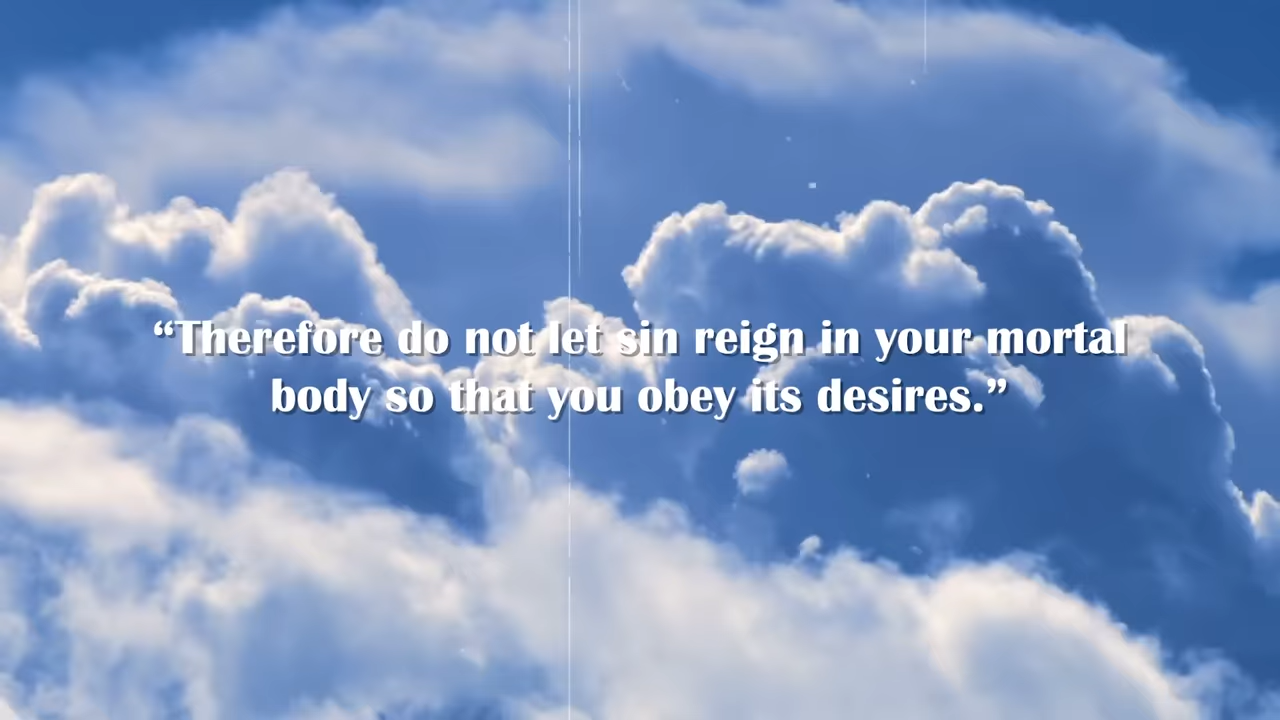 “Therefore do not let sin reign in your mortal
body so that you obey its desires.”